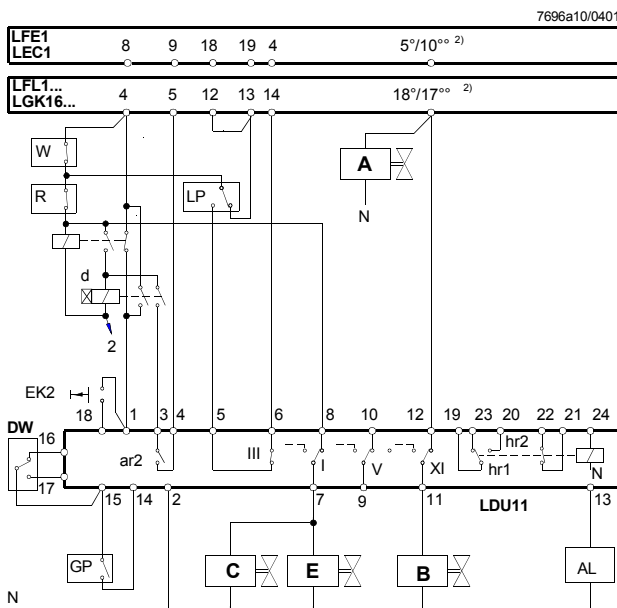 7696a10/0401
LFE1
LEC1
8 9 18 19 4 5°/10°° 2)
LFL1...
LGK16...
4 5 12 13 14 18°/17°° 2)
W
A
R
LP
N
d
2
EK2
18 1 3 4 5 6 8 10 12 19 23 20 22 21 24
DW
16
ar2 III I V XI hr2
hr1 N
17
15 14 2 7 9 11 LDU11 13
GP C E B AL
N